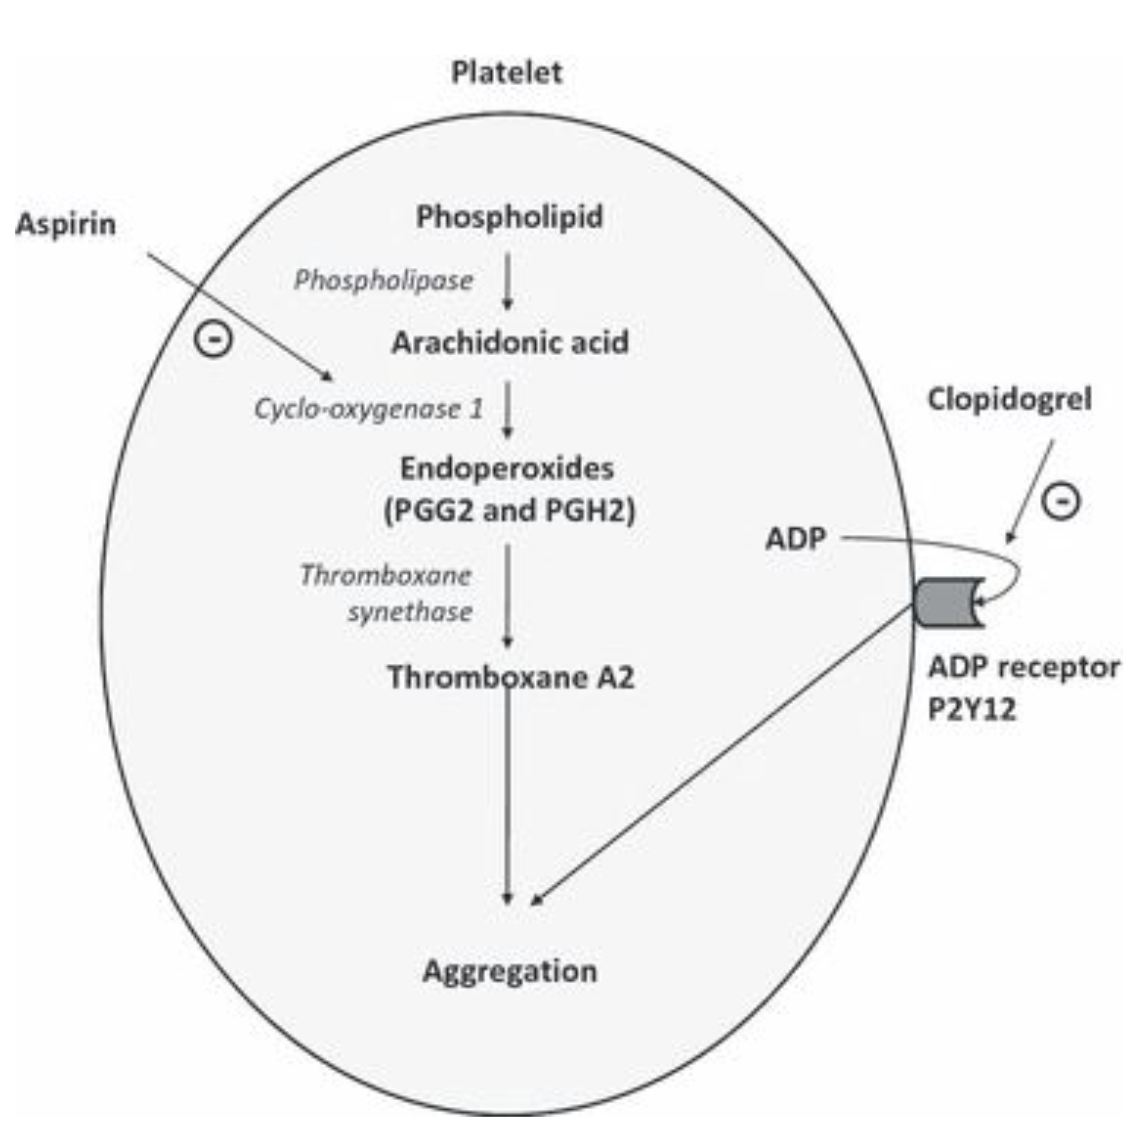 Platelet
Aspirin
Phospholipid
Phospholipase
Arachidonic acid
-
Cyclo-oxygenase 1
Clopidogrel
Endoperoxides
(PGG2 and PGH2)
-
ADP
Thromboxane
synethase
Thromboxane A2
ADP receptor
P2Y12
Aggregation